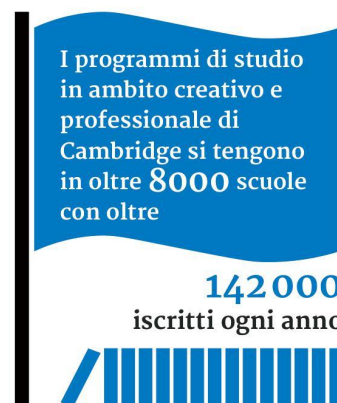 I programmi di studio
in ambito creativo e
professionale di
Cambridge si tengono
in oltre 8000 scuole
con oltre
142 000
iscritti ogni anno